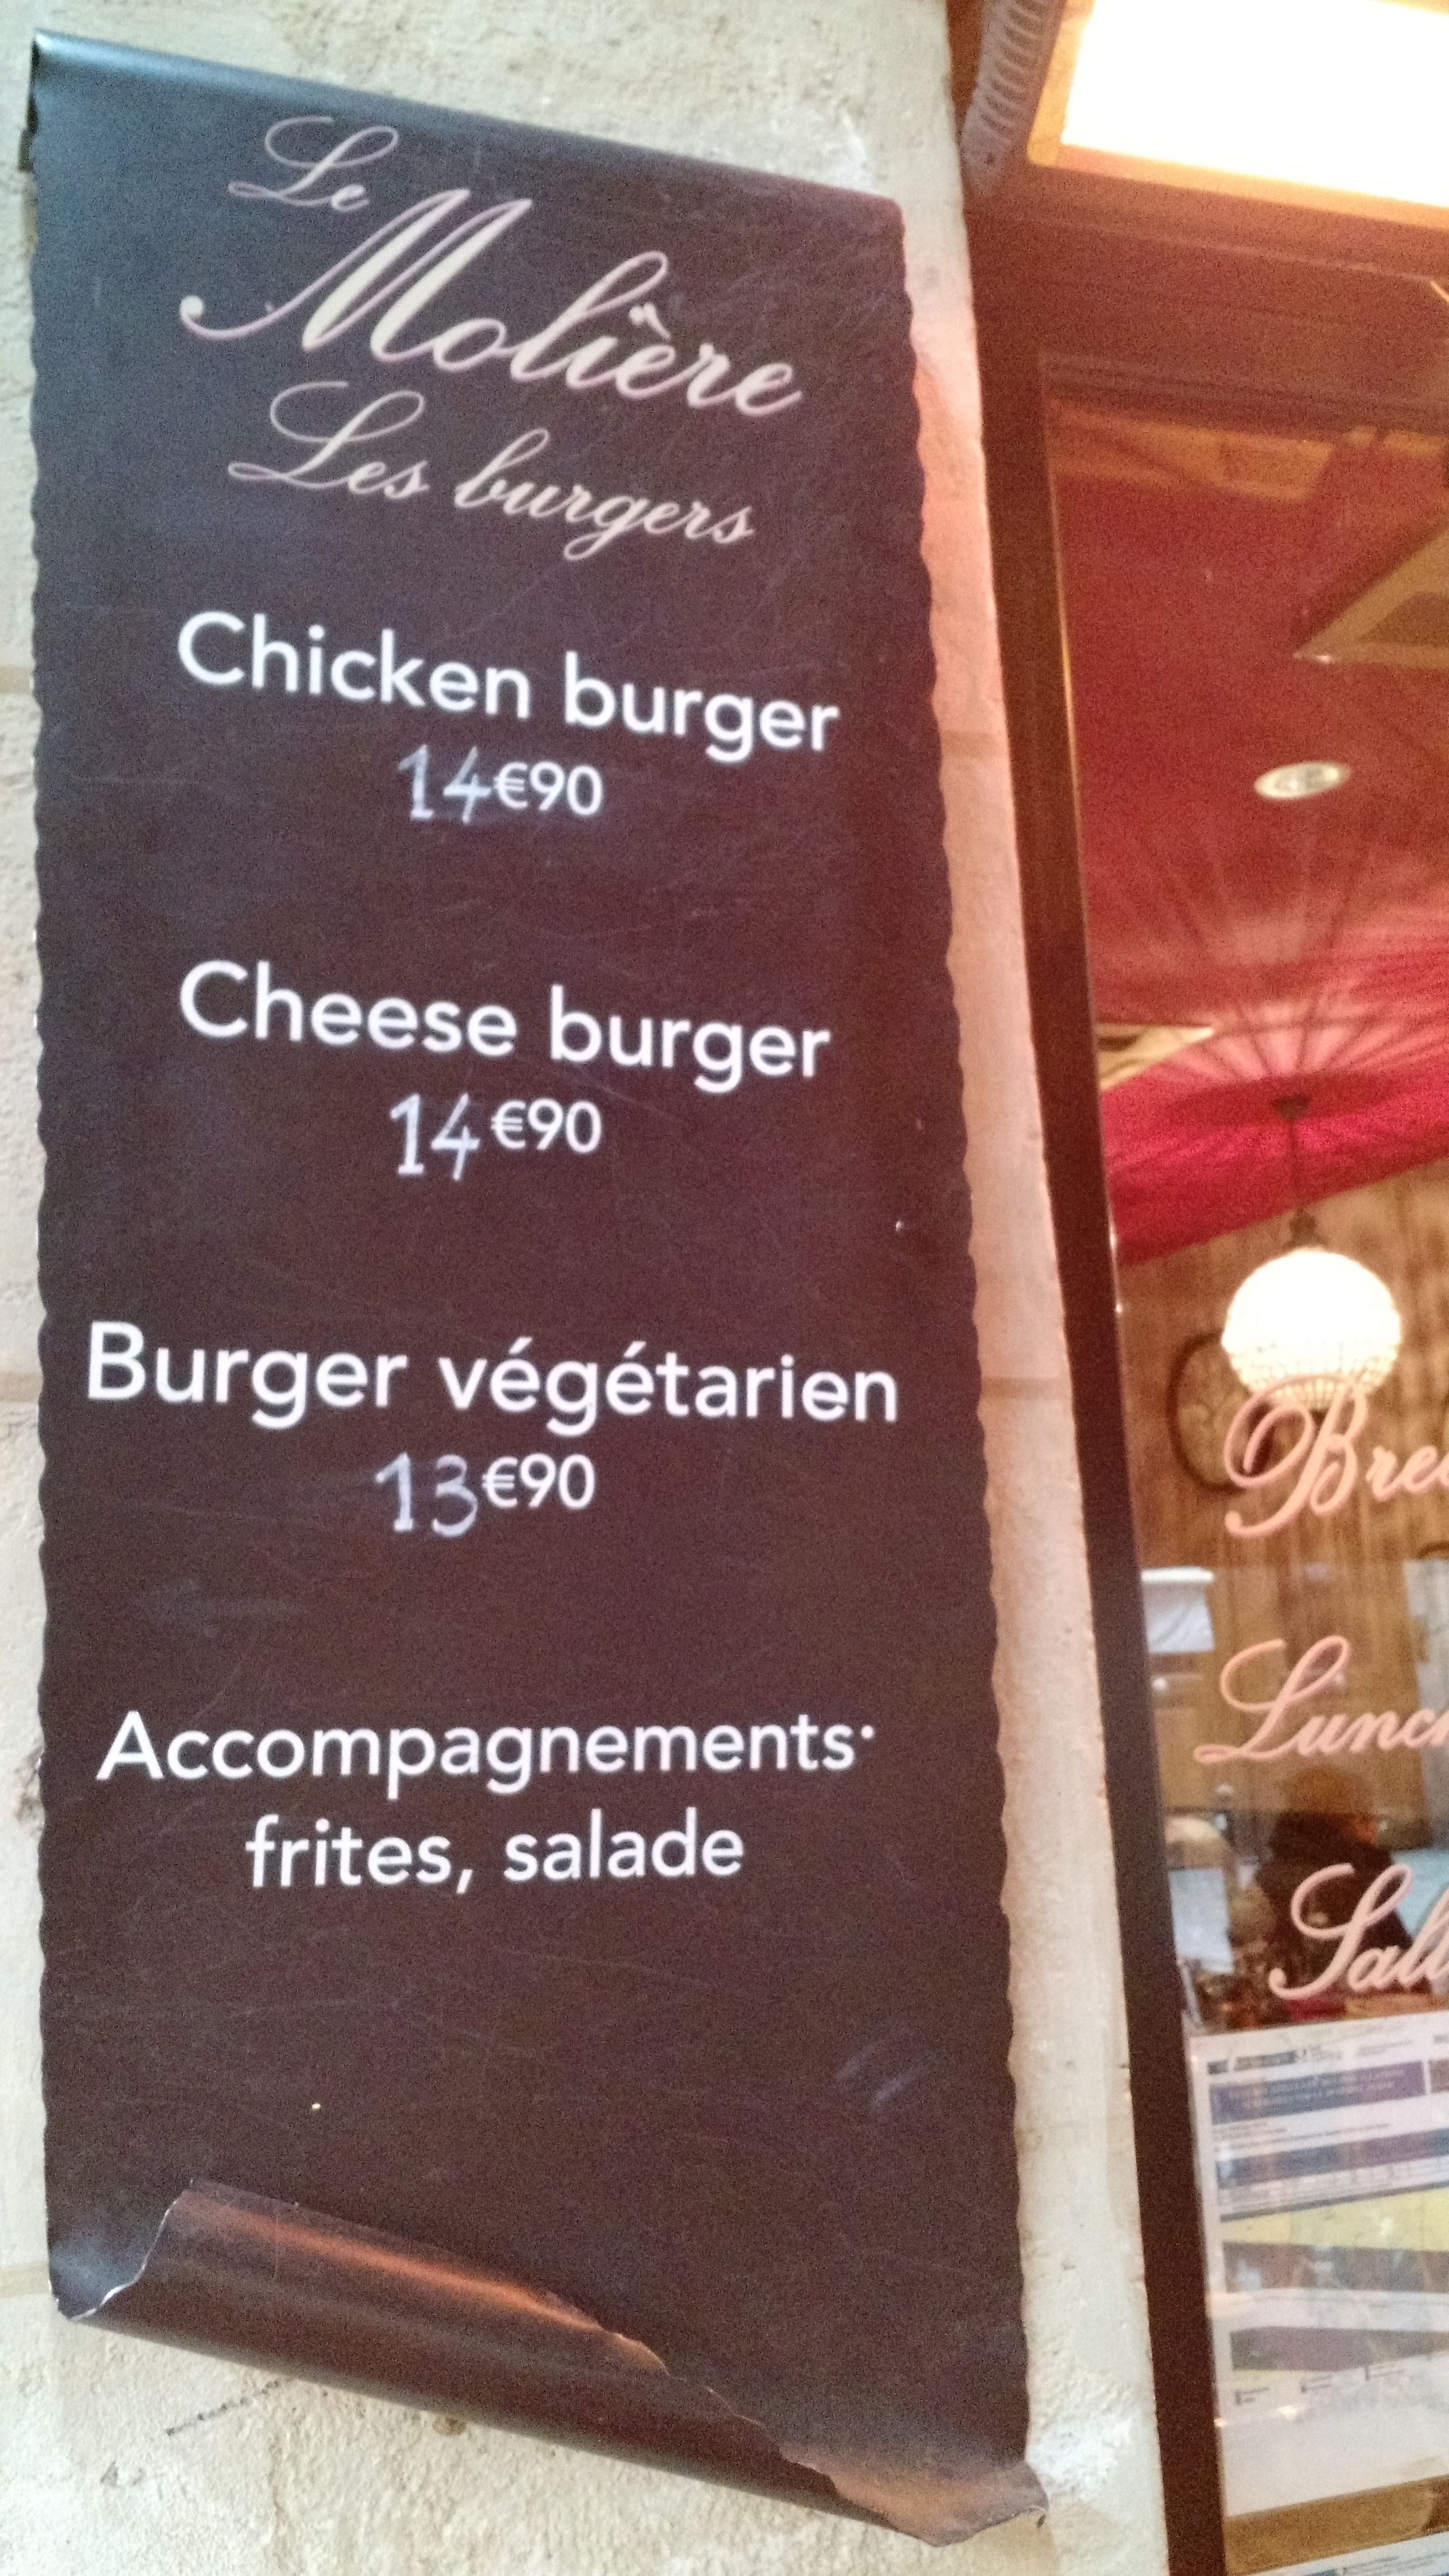 Le
Molière
Les burgers
Chicken burger
14€90
Cheese burger
14€90
Burger végétarien
13€90
Accompagnements:
frites, salade